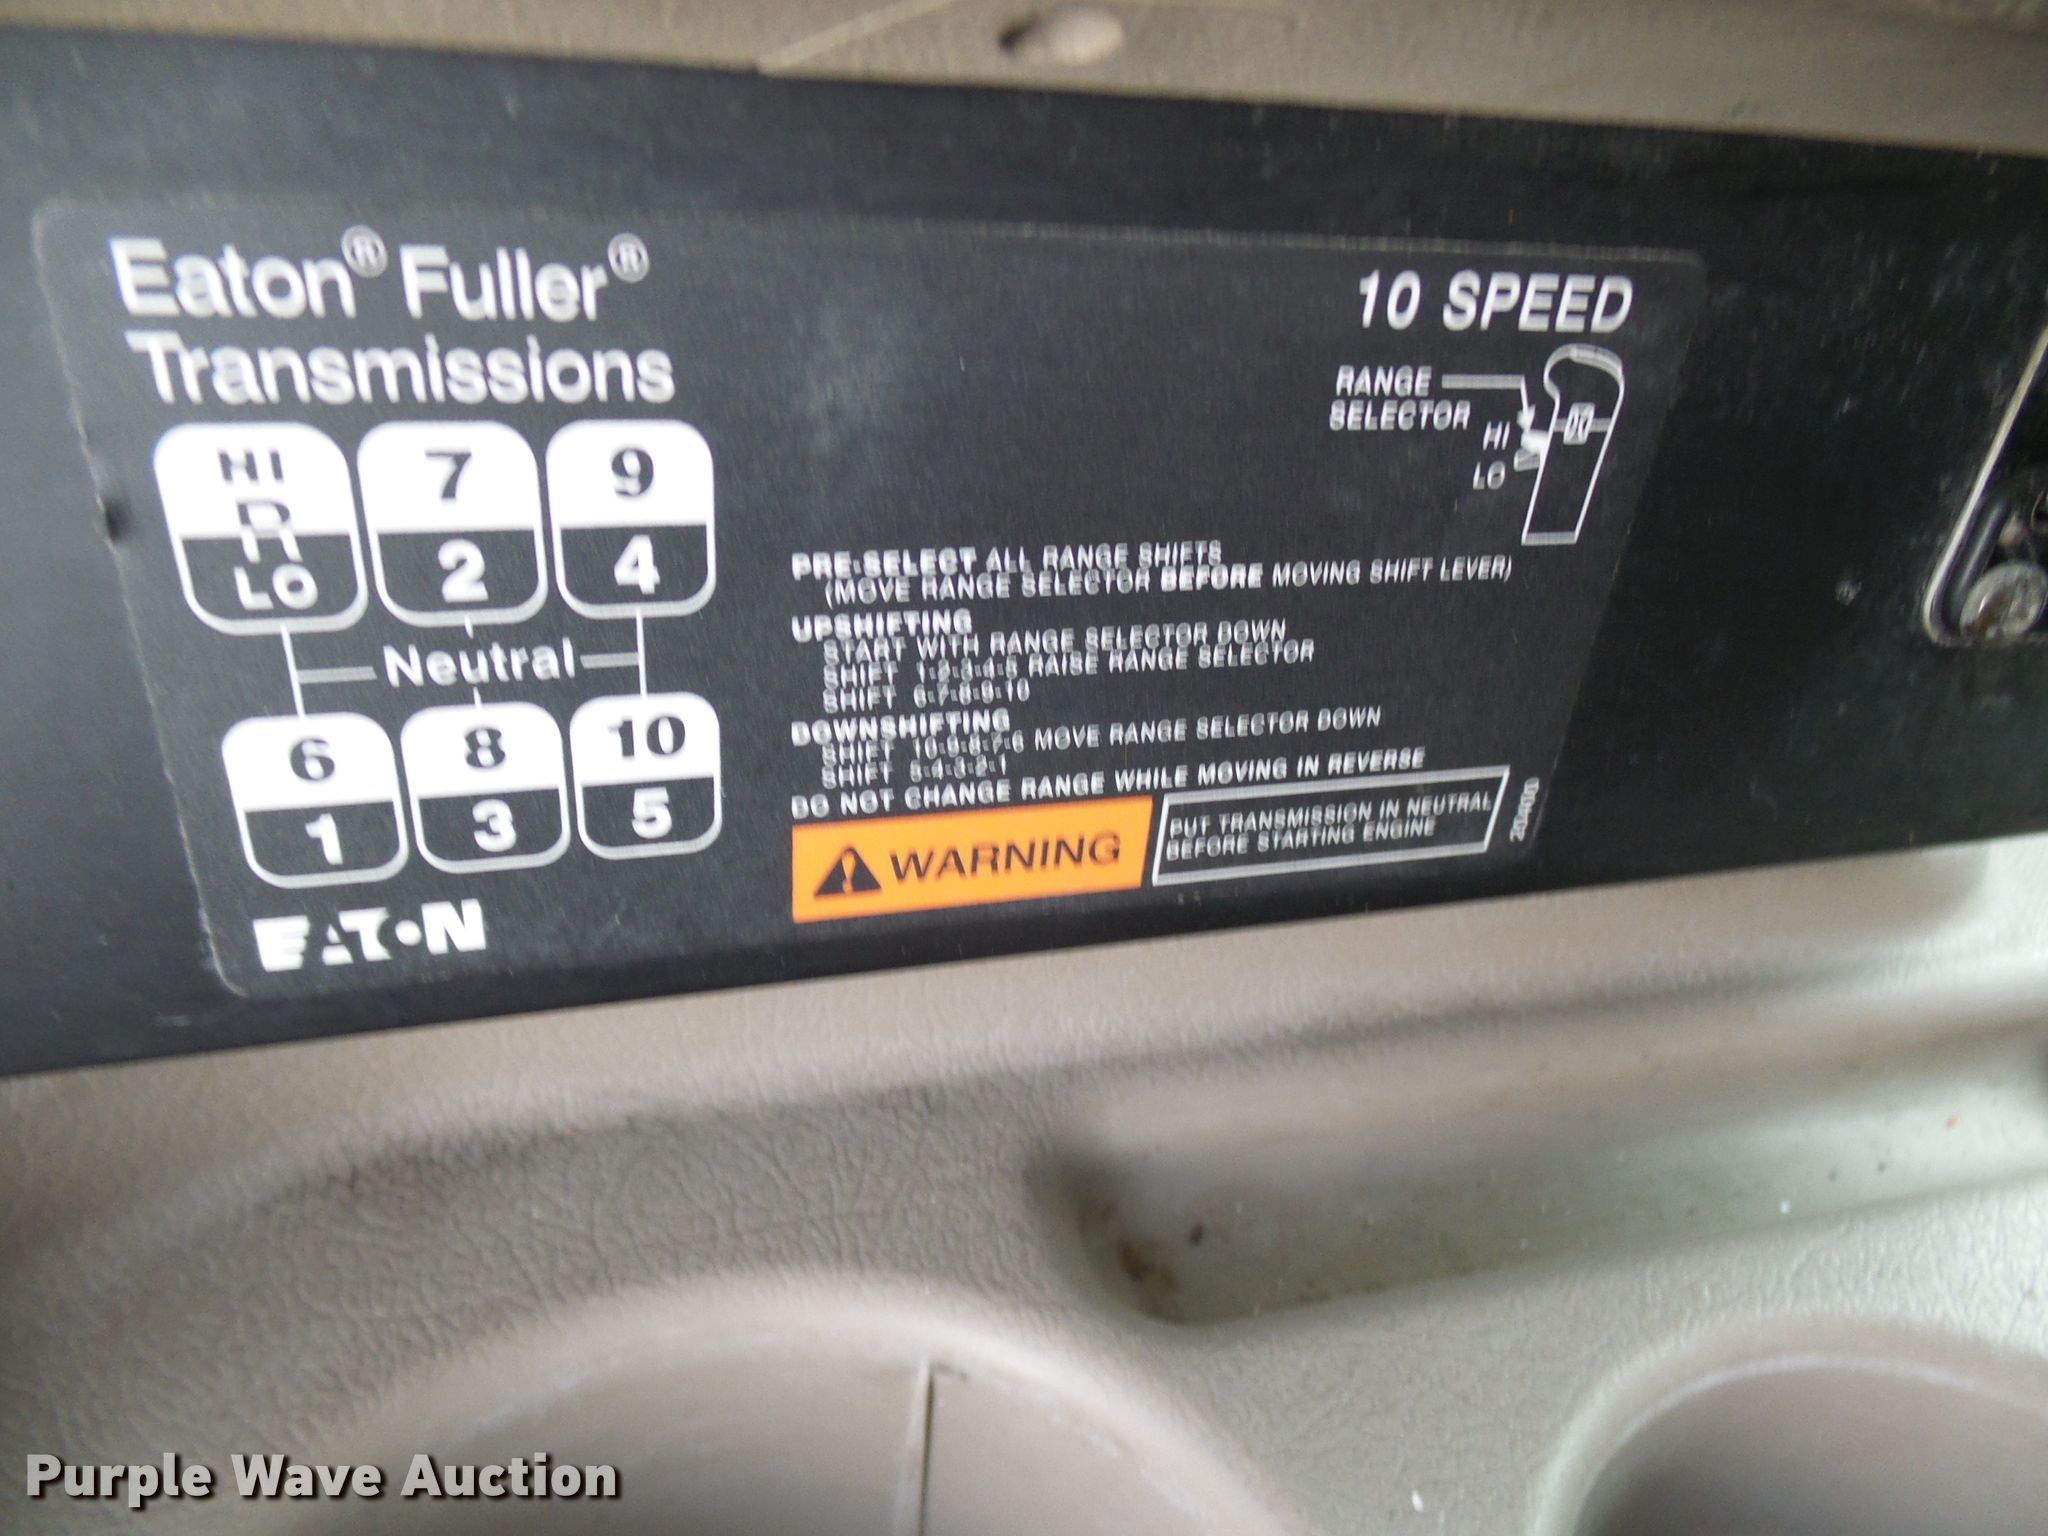 Eaton® Fuller®
Transmissions
10 SPEED
RANGE
SELECTOR
HI
LO
HI
R
LO
7
2
9
4
Neutral
6
1
8
3
10
5
EATON
PRE-SELECT ALL RANGE SHIFTS
(MOVE RANGE SELECTOR BEFORE MOVING SHIFT LEVER)
UPSHIFTING
START WITH RANGE SELECTOR DOWN
SHIFT 1-2-3-4-5 RAISE RANGE SELECTOR
SHIFT 6-7-8-9-10
DOWNSHIFTING
SHIFT 10-9-8-7-6 MOVE RANGE SELECTOR DOWN
SHIFT 5-4-3-2-1
DO NOT CHANGE RANGE WHILE MOVING IN REVERSE
WARNING
PUT TRANSMISSION IN NEUTRAL
BEFORE STARTING ENGINE
20400
Purple Wave Auction